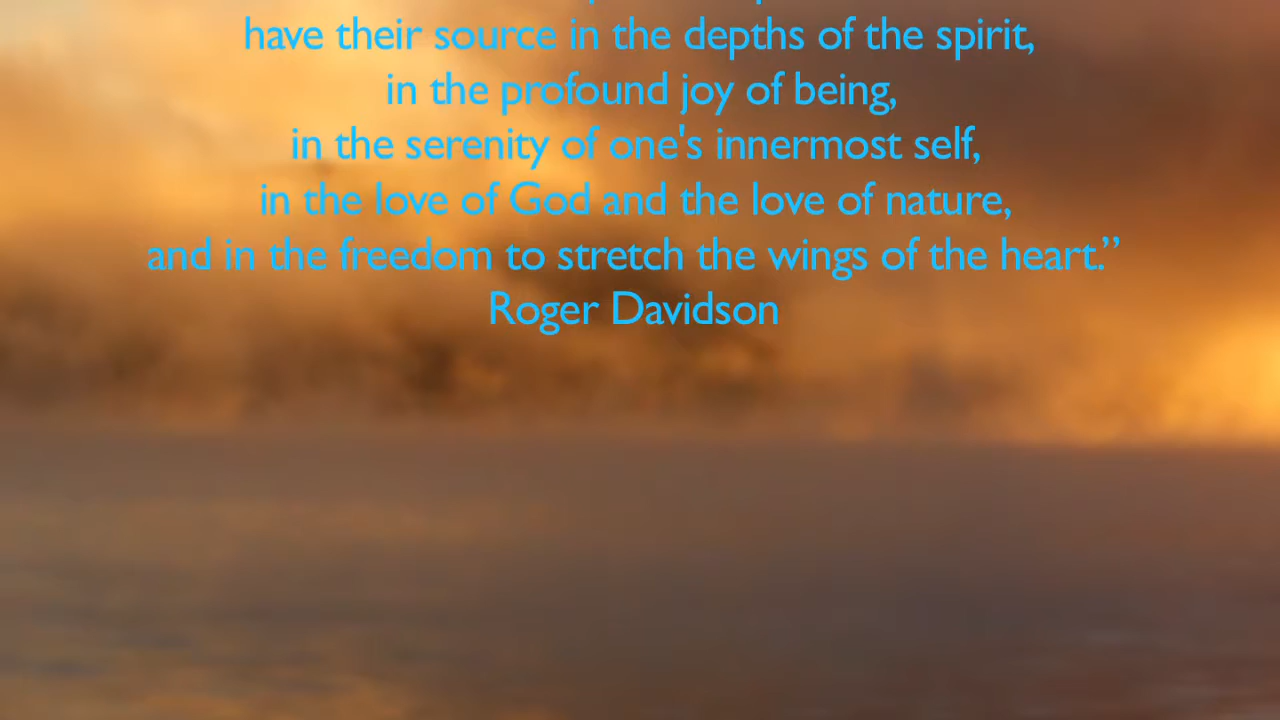 have their source in the depths of the spirit,
in the profound joy of being,
in the serenity of one's innermost self,
in the love of God and the love of nature,
and in the freedom to stretch the wings of the heart.”
Roger Davidson